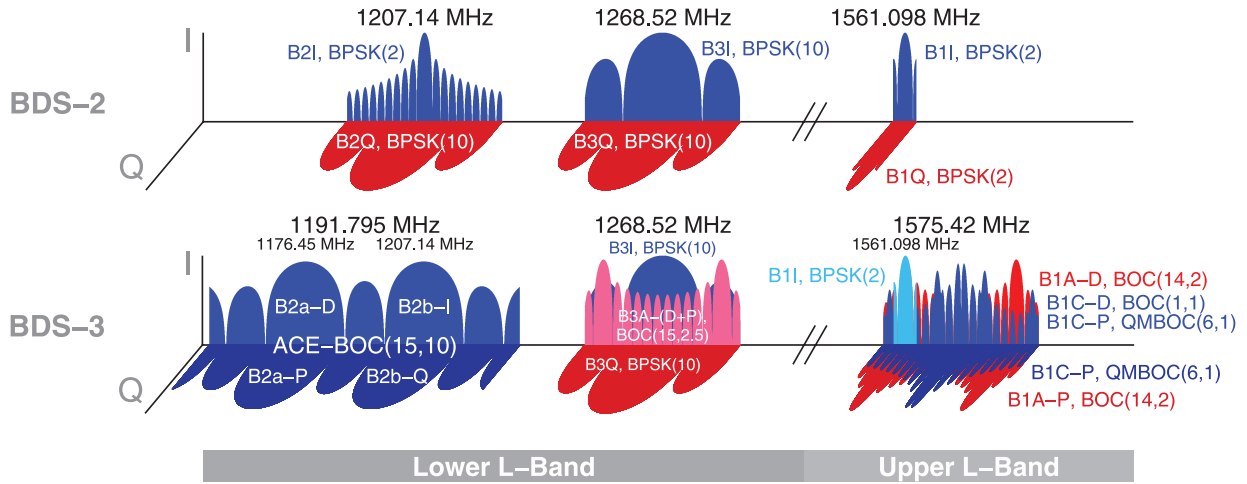 1207.14 MHz
1268.52 MHz
1561.098 MHz
I
B2I, BPSK(2)
B3I, BPSK(10)
B1I, BPSK(2)
BDS–2
B2Q, BPSK(10)
B3Q, BPSK(10)
Q
B1Q, BPSK(2)
1191.795 MHz
1268.52 MHz
1575.42 MHz
1176.45 MHz
1207.14 MHz
B3I, BPSK(10)
1561.098 MHz
I
B1I, BPSK(2)
B1A–D, BOC(14,2)
B2a–D
B2b–I
B1C–D, BOC(1,1)
B3A–(D+P),
B1C–P, QMBOC(6,1)
BDS–3
BOC(15,2.5)
ACE–BOC(15,10)
B3Q, BPSK(10)
B2a–P
B2b–Q
B1C–P, QMBOC(6,1)
Q
B1A–P, BOC(14,2)
Lower L–Band
Upper L–Band